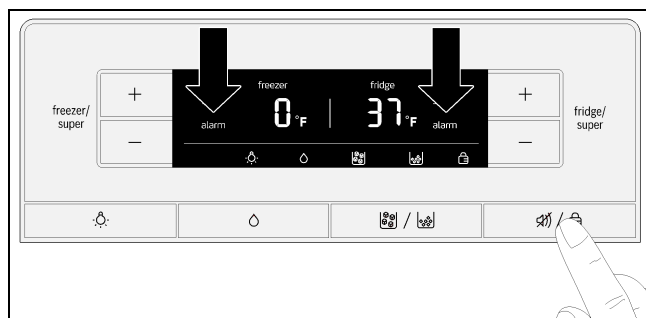 freezer/
super
+
−
freezer
fridge
alarm
0 °F
37 °F
alarm
+
−
fridge/
super
/
/